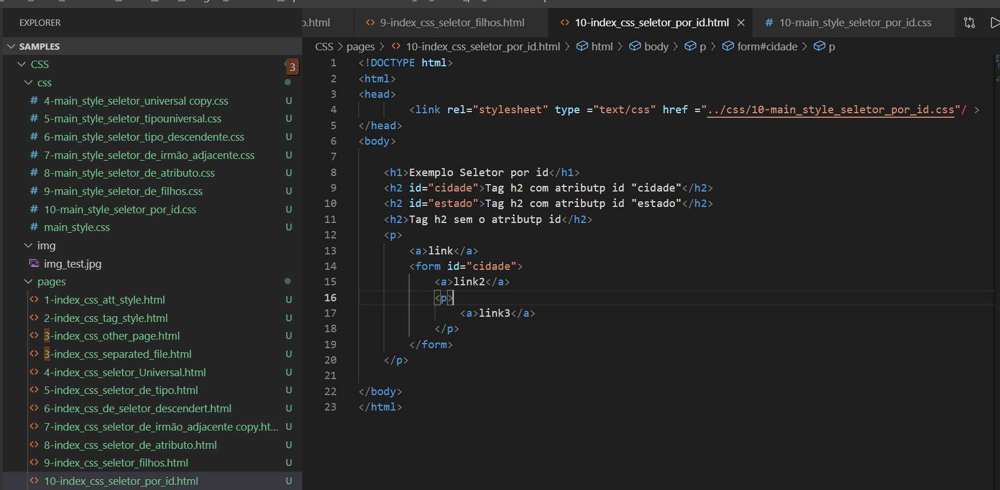 EXPLORER
SAMPLES
CSS
3
css
# 4-main_style_seletor_universal copy.css U
# 5-main_style_seletor_tipouniversal.css U
# 6-main_style_seletor_tipo_descendente.css U
# 7-main_style_seletor_de_irmão_adjacente.css U
# 8-main_style_seletor_de_atributo.css U
# 9-main_style_seletor_de_filhos.css U
# 10-main_style_seletor_por_id.css U
# main_style.css U
img
img_test.jpg
pages
<> 1-index_css_att_style.html U
<> 2-index_css_tag_style.html U
<> 3-index_css_other_page.html U
<> 3-index_css_separated_file.html U
<> 4-index_css_seletor_Universal.html U
<> 5-index_css_seletor_de_tipo.html U
<> 6-index_css_de_seletor_descendert.html U
<> 7-index_css_seletor_de_irmão_adjacente copy.ht... U
<> 8-index_css_seletor_de_atributo.html U
<> 9-index_css_seletor_filhos.html U
<> 10-index_css_seletor_por_id.html U
o.html <> 9-index_css_seletor_filhos.html <> 10-index_css_seletor_por_id.html # 10-main_style_seletor_por_id.css
CSS > pages > <> 10-index_css_seletor_por_id.html > html > body > p > form#cidade > p
1 <!DOCTYPE html>
2 <html>
3 <head>
4 <link rel="stylesheet" type ="text/css" href ="../css/10-main_style_seletor_por_id.css"/ >
5 </head>
6 <body>
7
8 <h1>Exemplo Seletor por id</h1>
9 <h2 id="cidade">Tag h2 com atributp id "cidade"</h2>
10 <h2 id="estado">Tag h2 com atributp id "estado"</h2>
11 <h2>Tag h2 sem o atributp id</h2>
12 <p>
13 <a>link</a>
14 <form id="cidade">
15 <a>link2</a>
16 <p>
17 <a>link3</a>
18 </p>
19 </form>
20 </p>
21
22 </body>
23 </html>